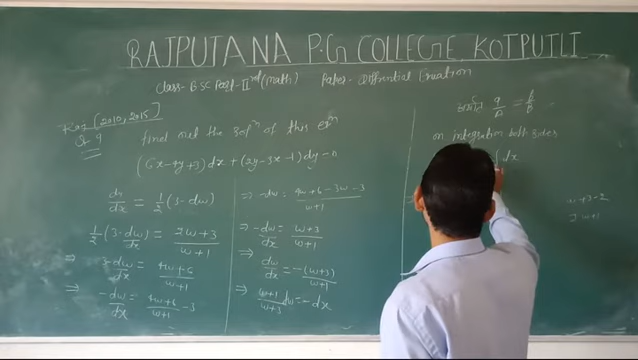 RAJPUTANA P.G COLLEGE KOTPUTLI
Class- B.SC Part-II nd (math) Paper- Diffrential Equation
Raj [2010, 2015]
Q. 9 find out the sol^n of this eq^n
(6x-4y+3)dx+(2y-3x-1)dy=0
dy/dx = 1/2 (3-dw)
1/2 (3-dw/dx) = 2w+3/w+1
⇒ 3-dw/dx = 4w+6/w+1
⇒ -dw/dx = 4w+6/w+1 -3
⇒ -dw = 4w+6-3w-3/w+1
⇒ -dw/dx = w+3/w+1
⇒ dw/dx = -(w+3)/w+1
⇒ w+1/w+3 dw = -dx
a/A = b/B
on integration both sides
∫dx
w+3-2
w+1